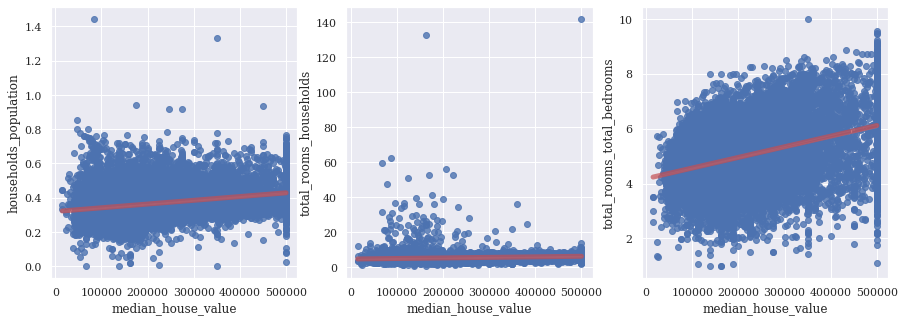 households_population
1.4
1.2
1.0
0.8
0.6
0.4
0.2
0.0
0 100000 200000 300000 400000 500000
median_house_value
total_rooms_households
140
120
100
80
60
40
20
0
0 100000 200000 300000 400000 500000
median_house_value
total_rooms_total_bedrooms
10
8
6
4
2
0 100000 200000 300000 400000 500000
median_house_value